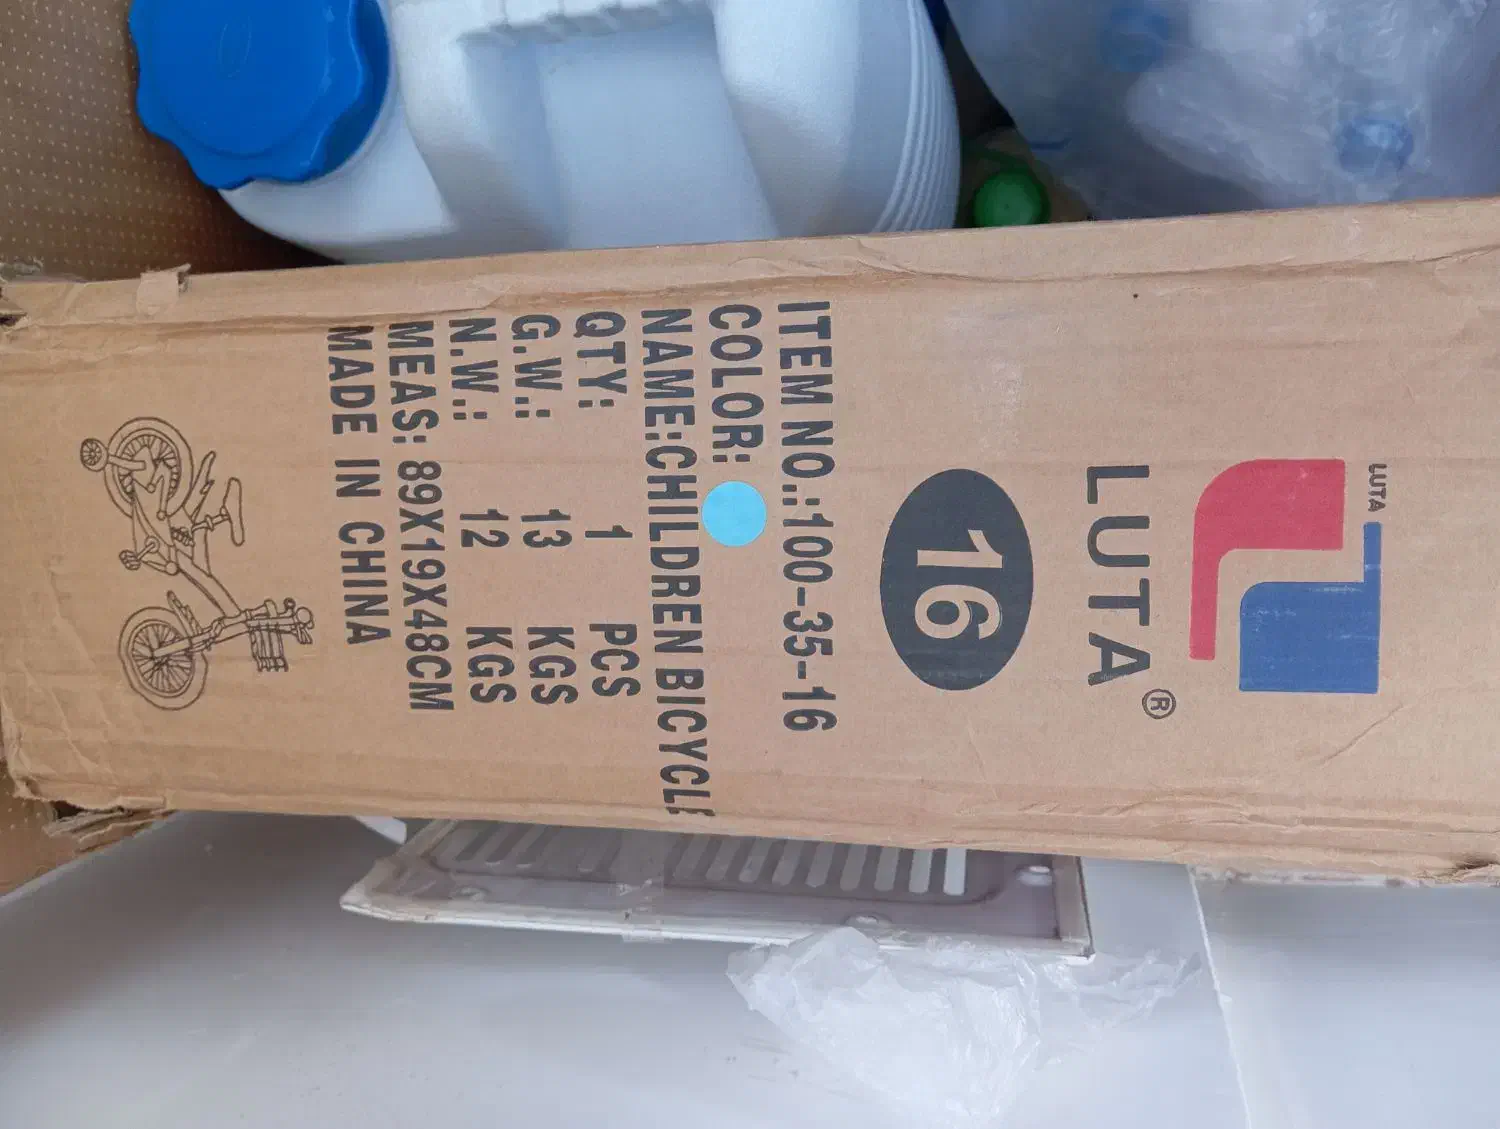 LUTA
LUTA®
16
ITEM NO.:100-35-16
COLOR:
NAME:CHILDREN BICYCLE
QTY: 1 PCS
G.W.: 13 KGS
N.W.: 12 KGS
MEAS: 89X19X48CM
MADE IN CHINA